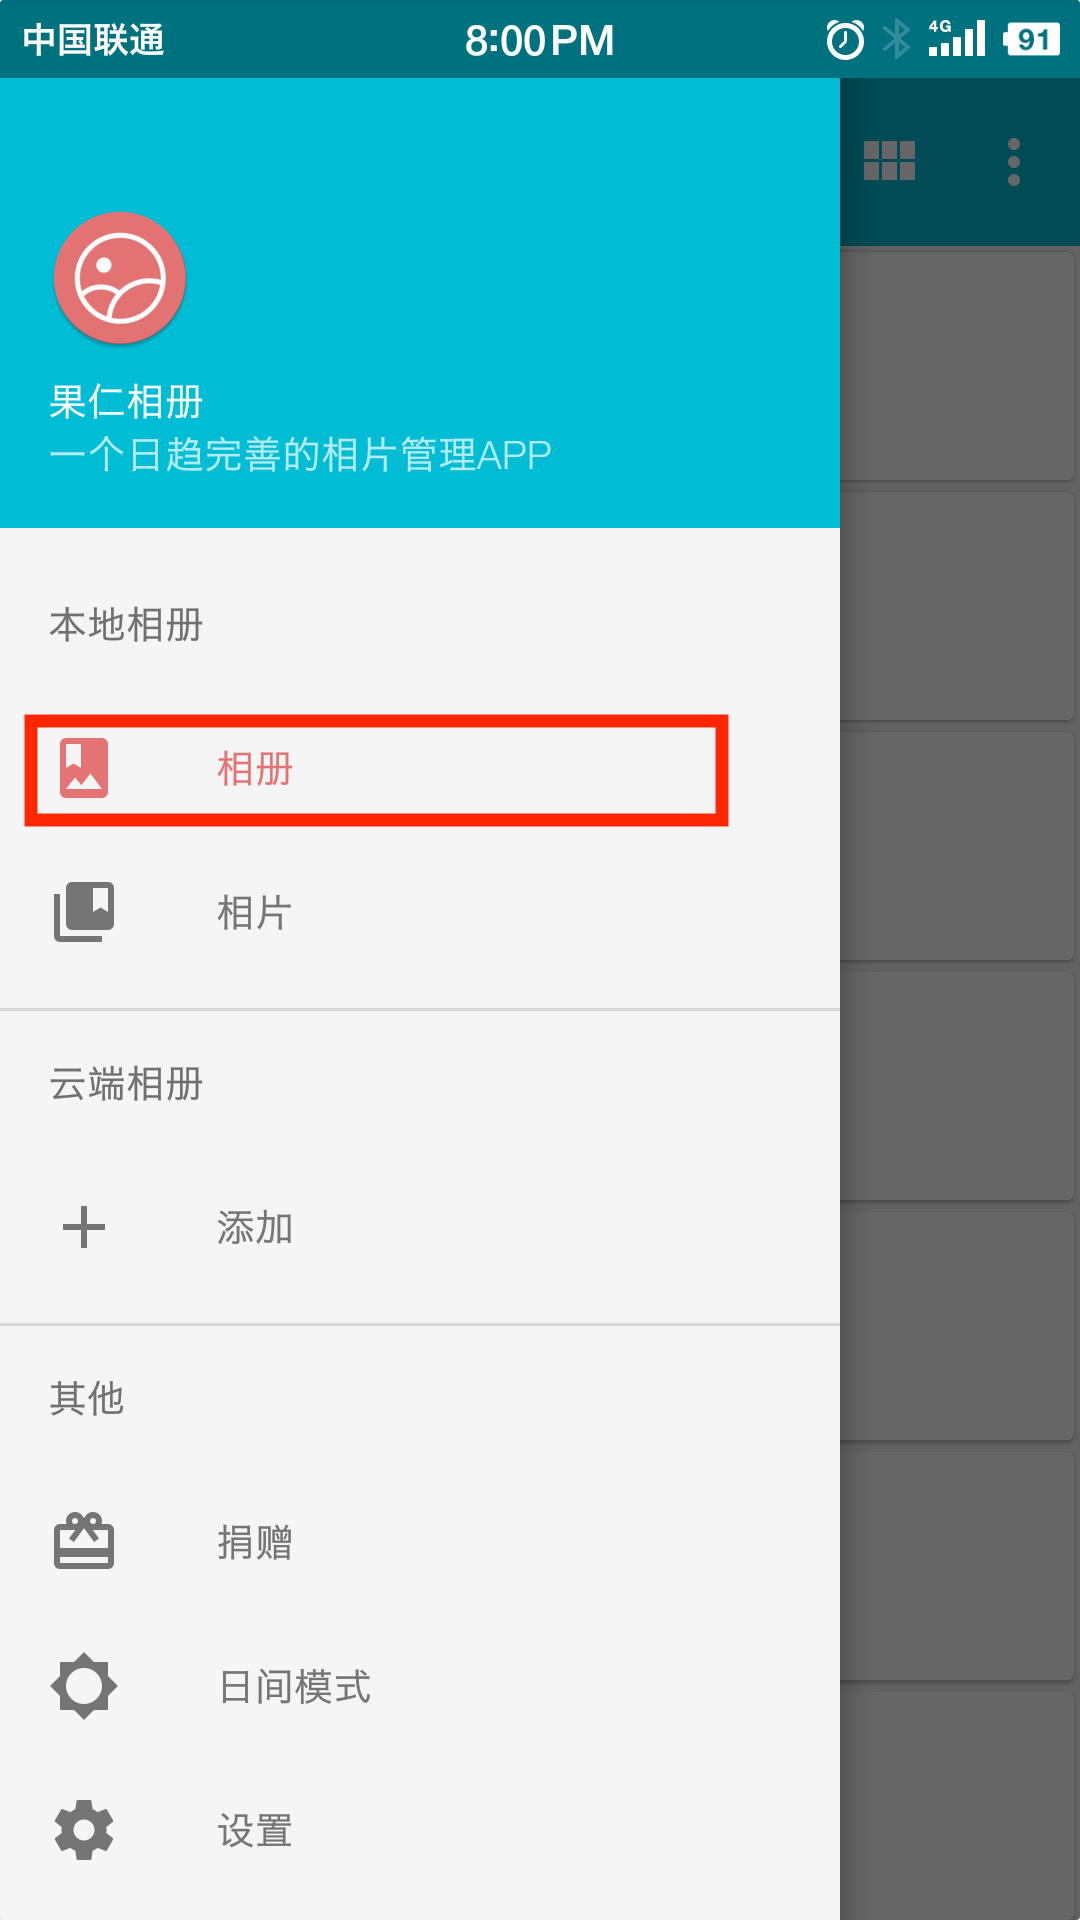 中国联通 8:00 PM 4G 91
果仁相册
一个日趋完善的相片管理APP
本地相册
相册
相片
云端相册
添加
其他
捐赠
日间模式
设置